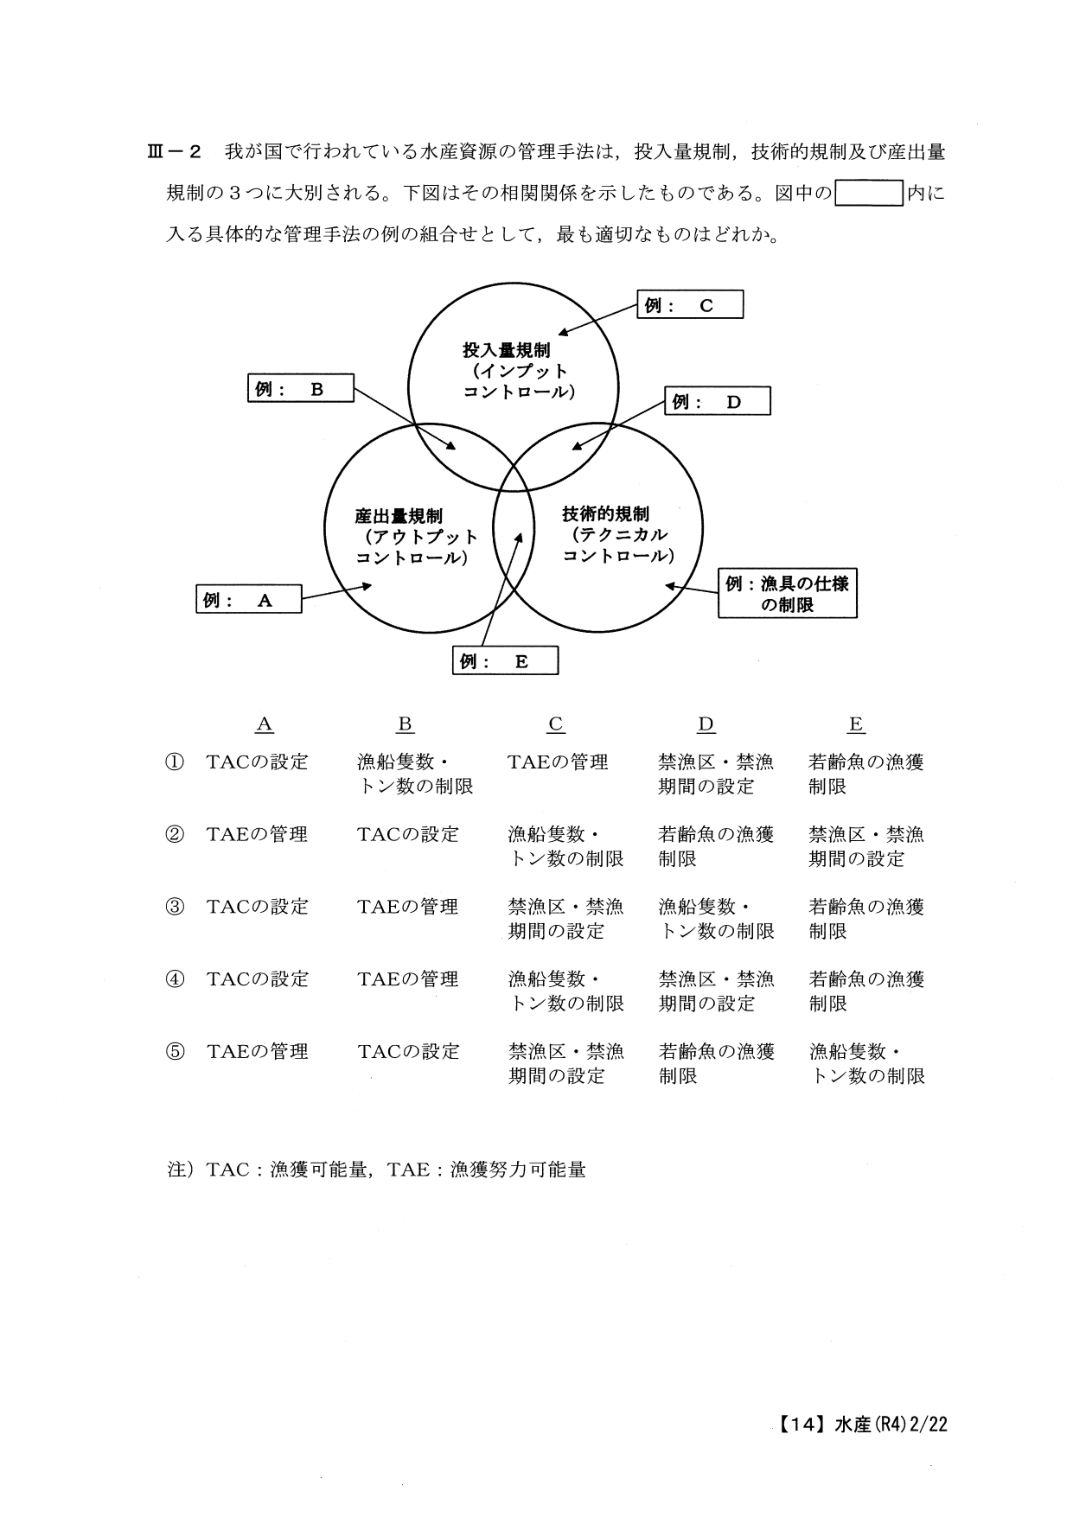 Ⅲ－2　我が国で行われている水産資源の管理手法は，投入量規制，技術的規制及び産出量
規制の3つに大別される。下図はその相関関係を示したものである。図中の　　　内に
入る具体的な管理手法の例の組合せとして，最も適切なものはどれか。
例：　C
投入量規制
（インプット
コントロール）
例：　B
例：　D
産出量規制
（アウトプット
コントロール）
技術的規制
（テクニカル
コントロール）
例：漁具の仕様
の制限
例：　A
例：　E
A　B　C　D　E
①　TACの設定　漁船隻数・　TAEの管理　禁漁区・禁漁　若齢魚の漁獲
トン数の制限　期間の設定　制限
②　TAEの管理　TACの設定　漁船隻数・　若齢魚の漁獲　禁漁区・禁漁
トン数の制限　制限　期間の設定
③　TACの設定　TAEの管理　禁漁区・禁漁　漁船隻数・　若齢魚の漁獲
期間の設定　トン数の制限　制限
④　TACの設定　TAEの管理　漁船隻数・　禁漁区・禁漁　若齢魚の漁獲
トン数の制限　期間の設定　制限
⑤　TAEの管理　TACの設定　禁漁区・禁漁　若齢魚の漁獲　漁船隻数・
期間の設定　制限　トン数の制限
注）TAC：漁獲可能量，TAE：漁獲努力可能量
【14】水産(R4)2/22